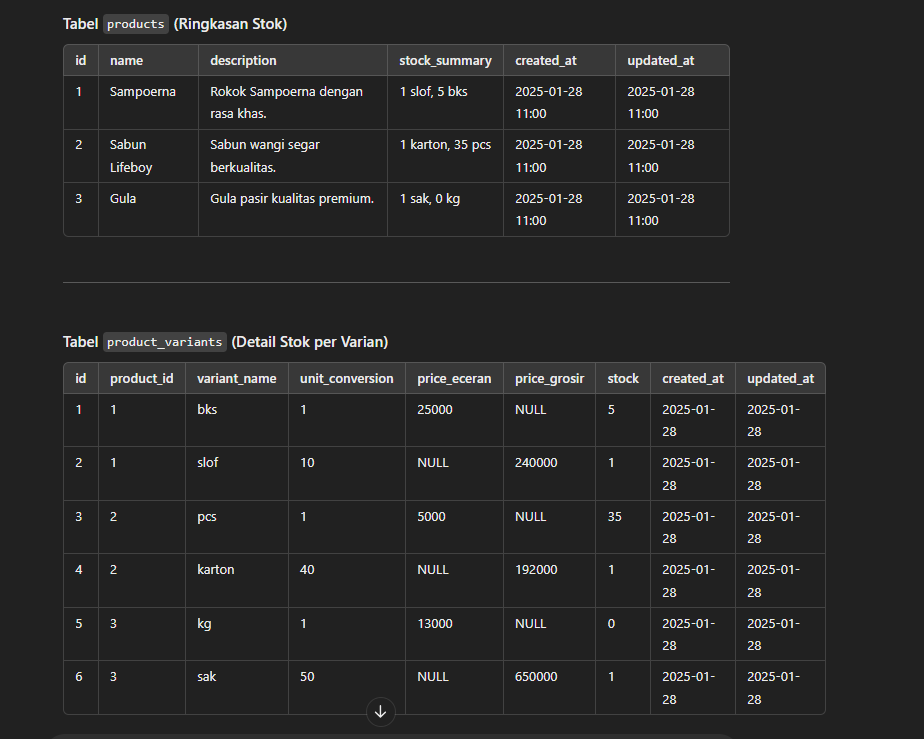 Tabel products (Ringkasan Stok)
id name description stock_summary created_at updated_at
1 Sampoerna Rokok Sampoerna dengan 1 slof, 5 bks 2025-01-28 2025-01-28
rasa khas. 11:00 11:00
2 Sabun Sabun wangi segar 1 karton, 35 pcs 2025-01-28 2025-01-28
Lifeboy berkualitas. 11:00 11:00
3 Gula Gula pasir kualitas premium. 1 sak, 0 kg 2025-01-28 2025-01-28
11:00 11:00
Tabel product_variants (Detail Stok per Varian)
id product_id variant_name unit_conversion price_eceran price_grosir stock created_at updated_at
1 1 bks 1 25000 NULL 5 2025-01- 2025-01-
28 28
2 1 slof 10 NULL 240000 1 2025-01- 2025-01-
28 28
3 2 pcs 1 5000 NULL 35 2025-01- 2025-01-
28 28
4 2 karton 40 NULL 192000 1 2025-01- 2025-01-
28 28
5 3 kg 1 13000 NULL 0 2025-01- 2025-01-
28 28
6 3 sak 50 NULL 650000 1 2025-01- 2025-01-
28 28